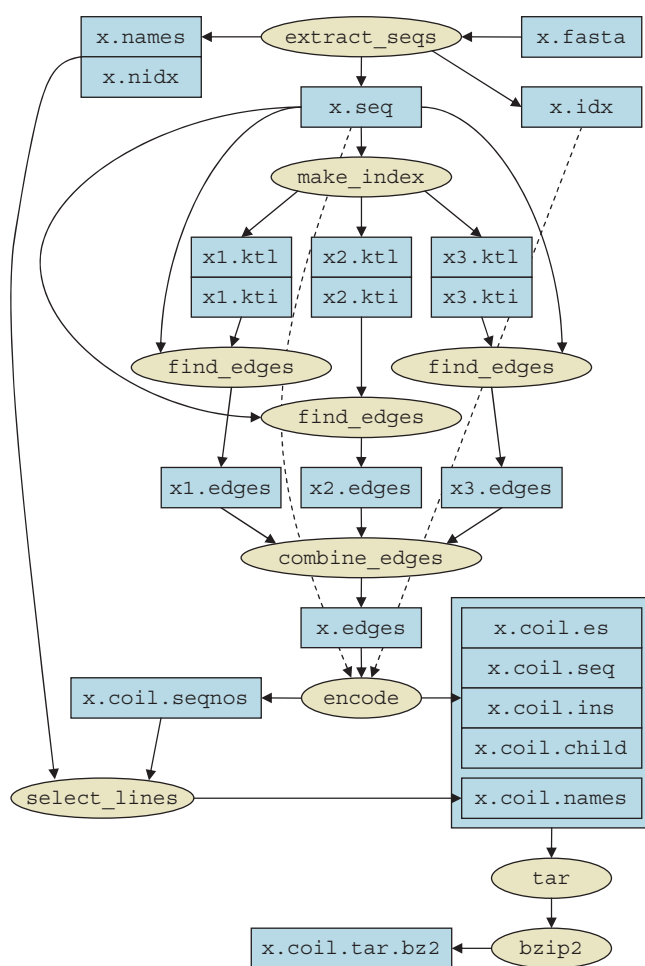 x.names
extract_seqs
x.fasta
x.nidx
x.seq
x.idx
make_index
x1.ktl
x2.ktl
x3.ktl
x1.kti
x2.kti
x3.kti
find_edges
find_edges
find_edges
x1.edges
x2.edges
x3.edges
combine_edges
x.edges
x.coil.es
x.coil.seq
x.coil.seqnos
encode
x.coil.ins
x.coil.child
select_lines
x.coil.names
tar
x.coil.tar.bz2
bzip2